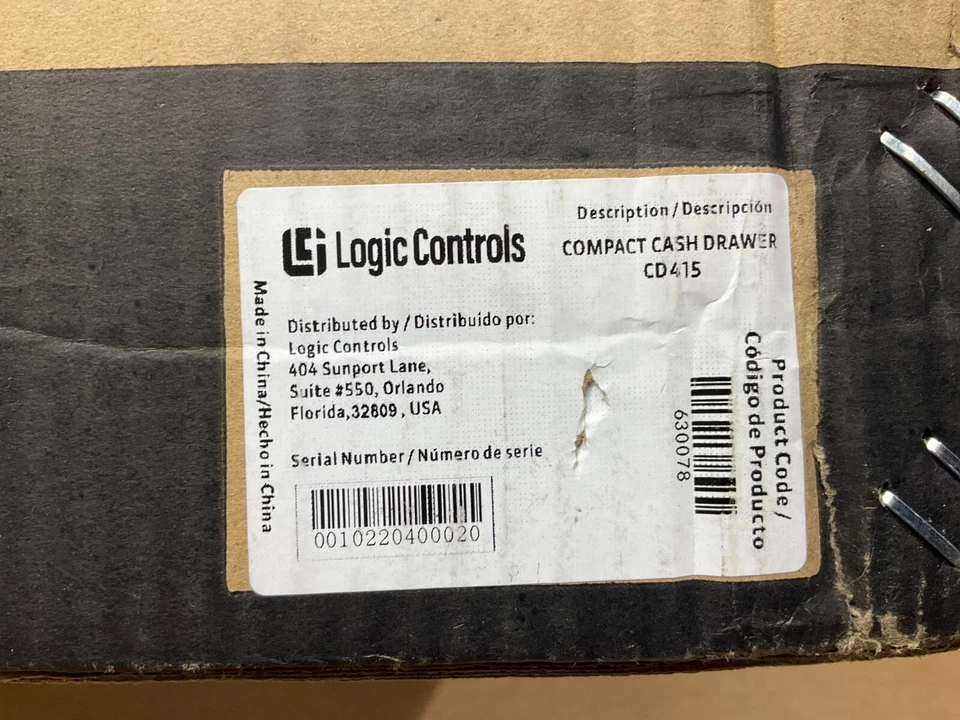 LCi Logic Controls
Description / Descripción
COMPACT CASH DRAWER
CD415
Made in China/Hecho in China
Distributed by / Distribuido por:
Logic Controls
404 Sunport Lane,
Suite #550, Orlando
Florida,32809 , USA
Serial Number / Número de serie
0010220400020
Product Code /
Código de Producto
630078